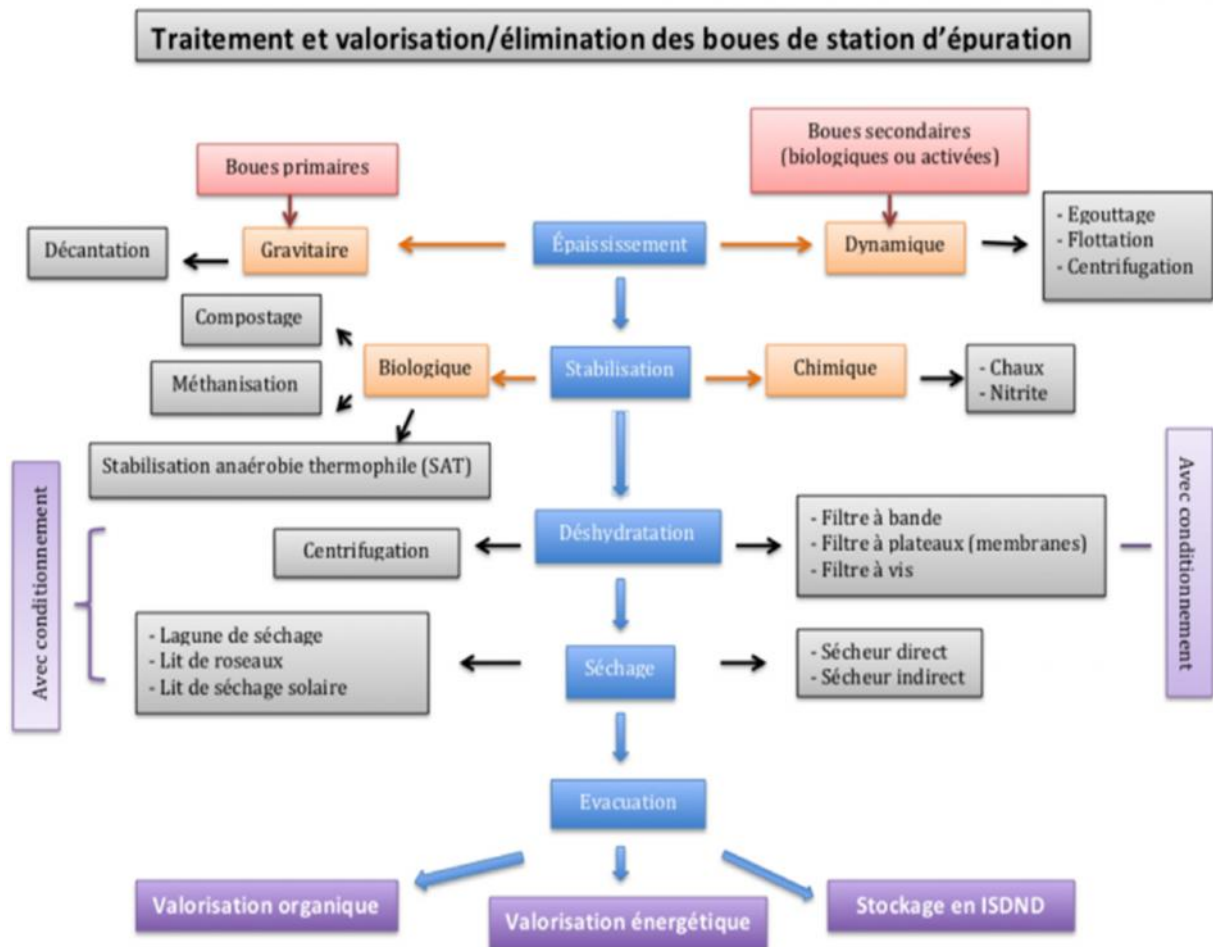 Traitement et valorisation/élimination des boues de station d'épuration
Boues primaires
Boues secondaires
(biologiques ou activées)
Décantation
Gravitaire
Épaississement
Dynamique
- Egouttage
- Flottation
- Centrifugation
Compostage
Méthanisation
Biologique
Stabilisation
Chimique
- Chaux
- Nitrite
Stabilisation anaérobie thermophile (SAT)
Avec conditionnement
Centrifugation
Déshydratation
- Filtre à bande
- Filtre à plateaux (membranes)
- Filtre à vis
Avec conditionnement
- Lagune de séchage
- Lit de roseaux
- Lit de séchage solaire
Séchage
- Sécheur direct
- Sécheur indirect
Evacuation
Valorisation organique
Valorisation énergétique
Stockage en ISDND